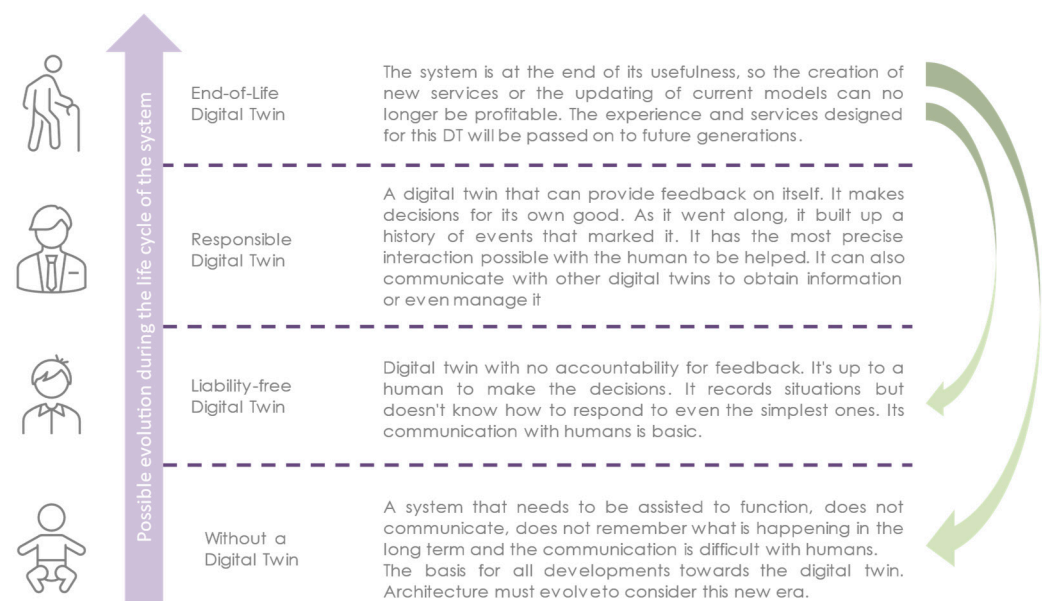 Possible evolution during the life cycle of the system
End-of-Life
Digital Twin
The system is at the end of its usefulness, so the creation of
new services or the updating of current models can no
longer be profitable. The experience and services designed
for this DT will be passed on to future generations.
Responsible
Digital Twin
A digital twin that can provide feedback on itself. It makes
decisions for its own good. As it went along, it built up a
history of events that marked it. It has the most precise
interaction possible with the human to be helped. It can also
communicate with other digital twins to obtain information
or even manage it
Liability-free
Digital Twin
Digital twin with no accountability for feedback. It's up to a
human to make the decisions. It records situations but
doesn't know how to respond to even the simplest ones. Its
communication with humans is basic.
Without a
Digital Twin
A system that needs to be assisted to function, does not
communicate, does not remember what is happening in the
long term and the communication is difficult with humans.
The basis for all developments towards the digital twin.
Architecture must evolve to consider this new era.